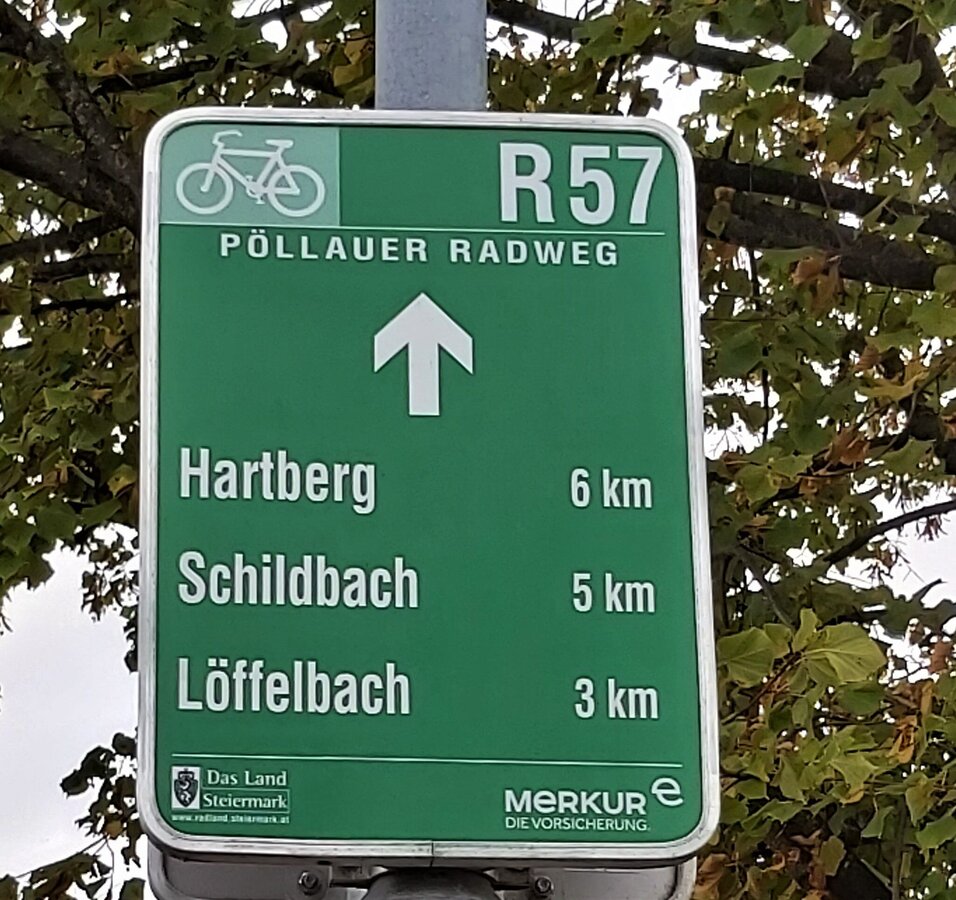 R57
PÖLLAUER RADWEG
Hartberg 6 km
Schildbach 5 km
Löffelbach 3 km
Das Land
Steiermark
www.radland.steiermark.at
MERKUR
DIE VORSICHERUNG.